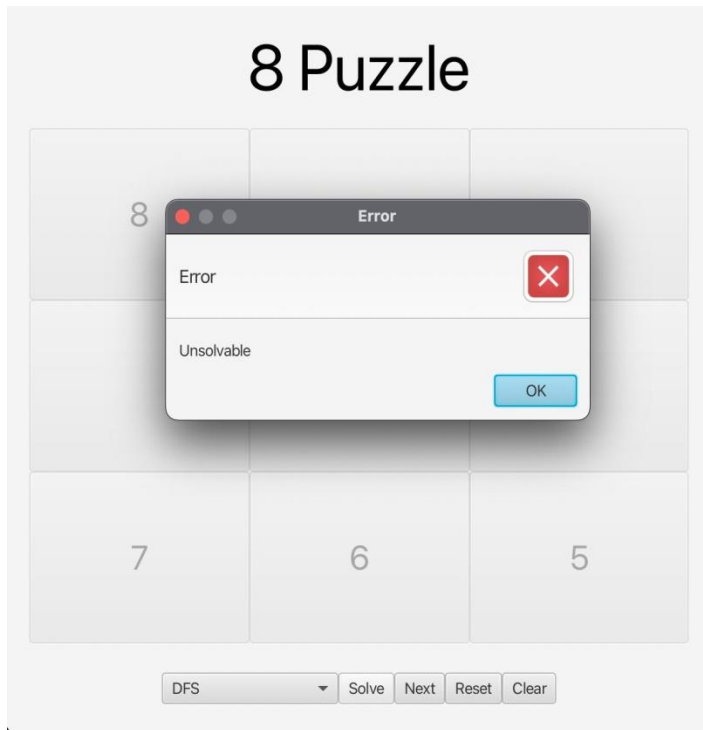 8 Puzzle
8
Error
Error
Unsolvable
OK
7 6 5
DFS Solve Next Reset Clear